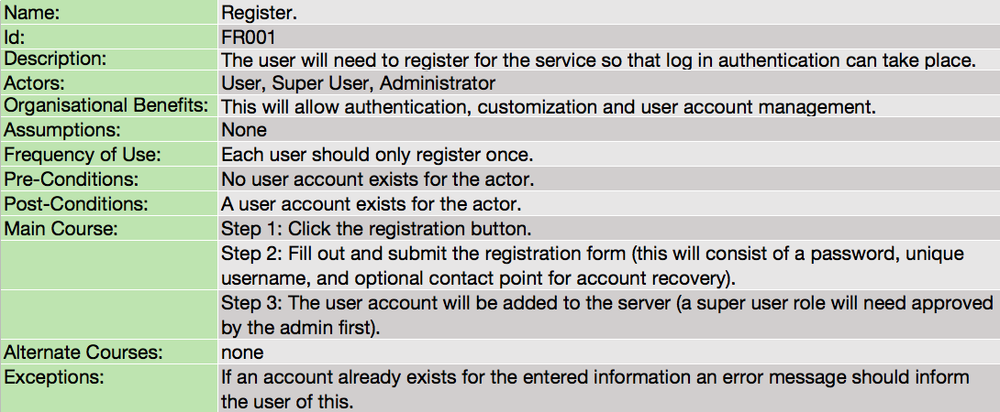 Name: Register.
Id: FR001
Description: The user will need to register for the service so that log in authentication can take place.
Actors: User, Super User, Administrator
Organisational Benefits: This will allow authentication, customization and user account management.
Assumptions: None
Frequency of Use: Each user should only register once.
Pre-Conditions: No user account exists for the actor.
Post-Conditions: A user account exists for the actor.
Main Course: Step 1: Click the registration button.
Step 2: Fill out and submit the registration form (this will consist of a password, unique
username, and optional contact point for account recovery).
Step 3: The user account will be added to the server (a super user role will need approved
by the admin first).
Alternate Courses: none
Exceptions: If an account already exists for the entered information an error message should inform
the user of this.